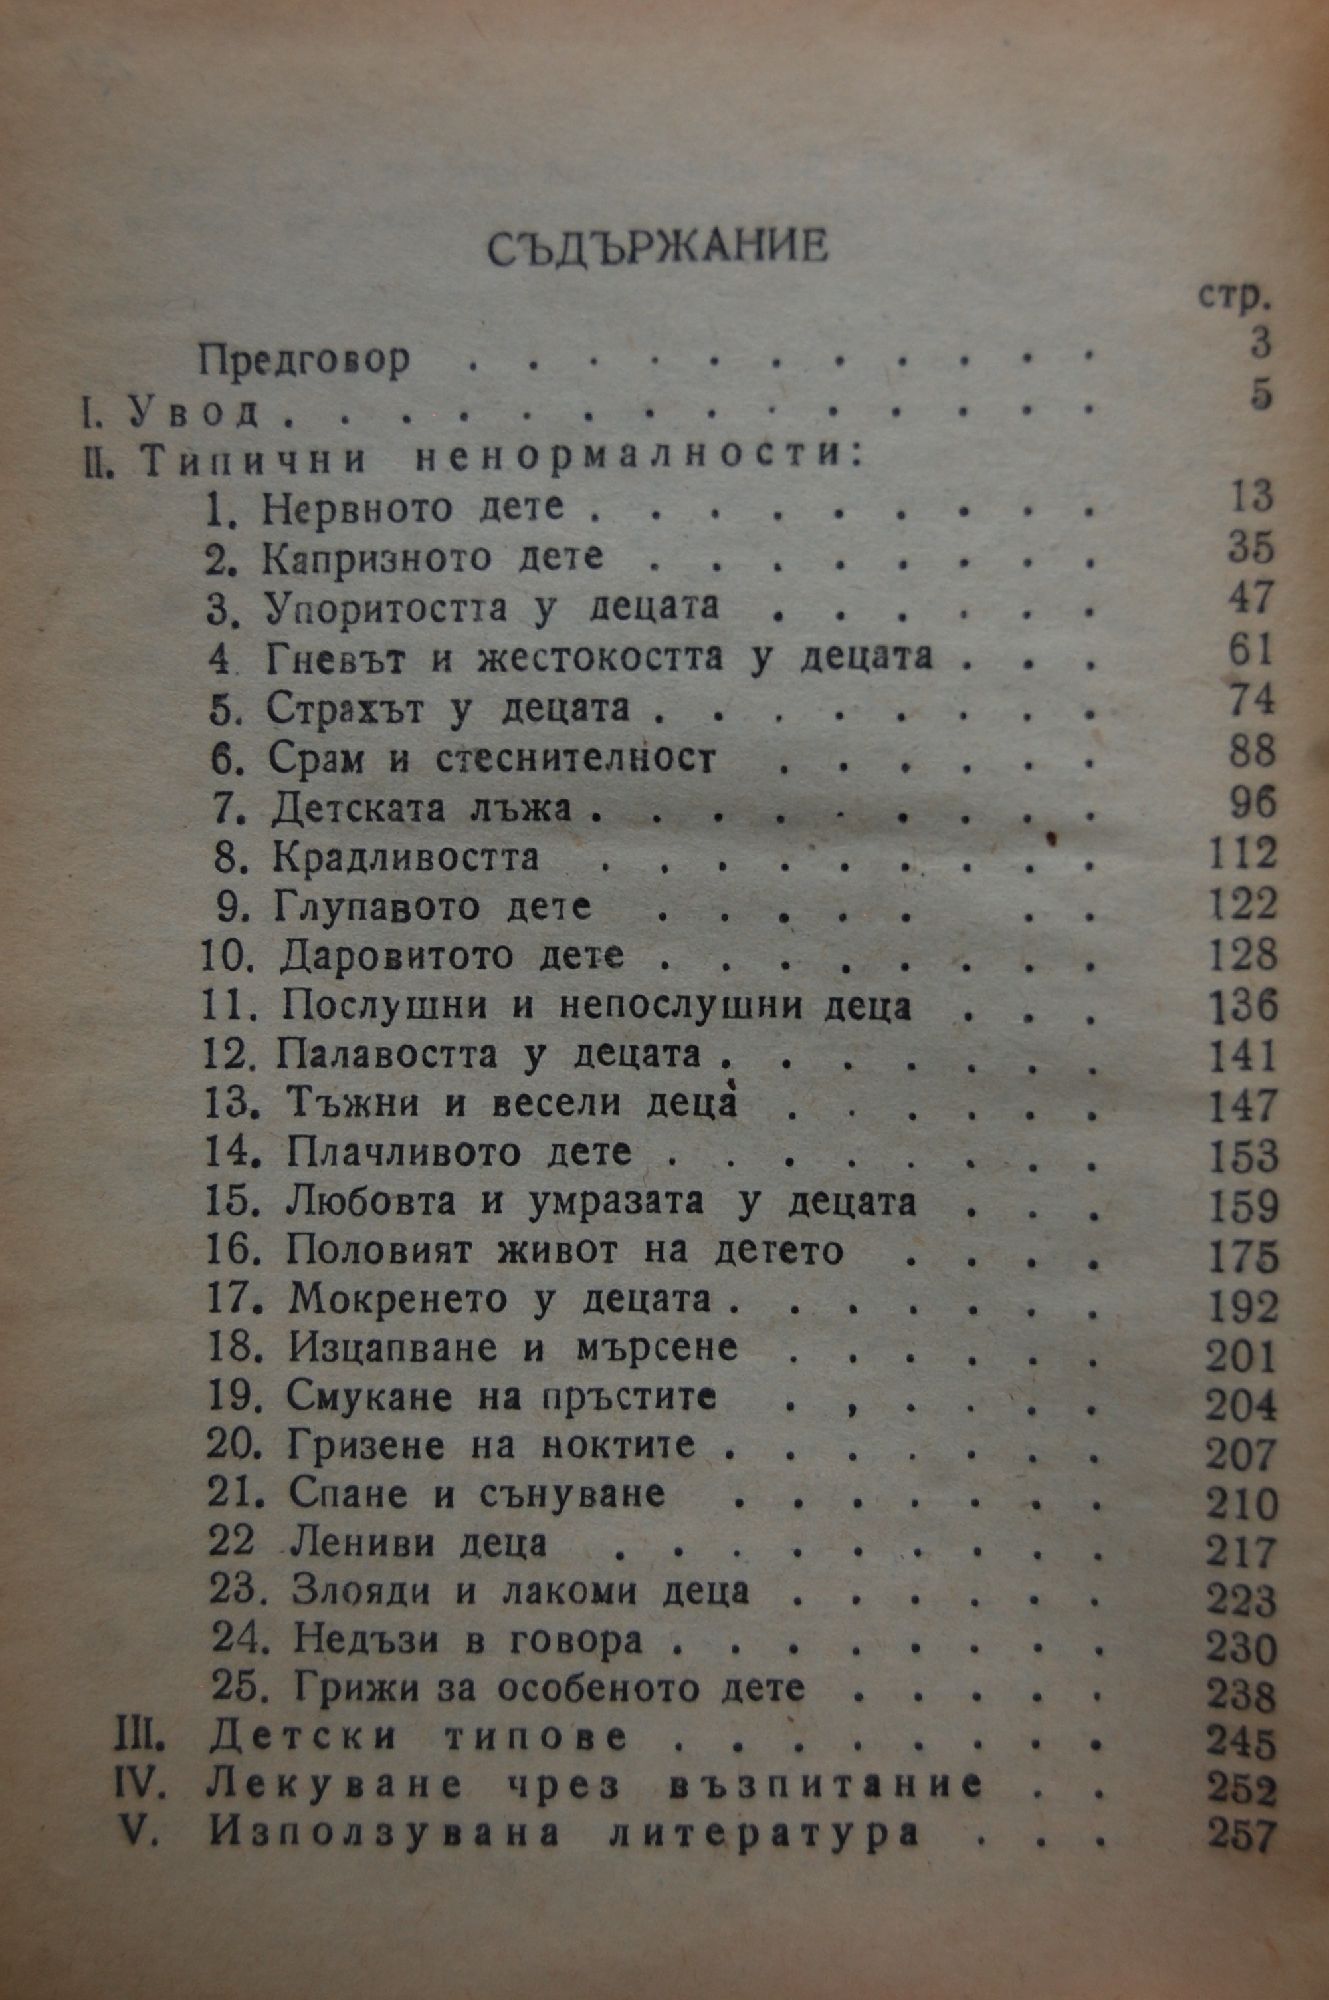 СЪДЪРЖАНИЕ
стр.
Предговор . . . . . . . . . . . 3
I. Увод . . . . . . . . . . . . . . 5
II. Типични ненормалности:
1. Нервното дете . . . . . . . . . 13
2. Капризното дете . . . . . . . . 35
3. Упоритостта у децата . . . . . . 47
4. Гневът и жестокостта у децата . . . 61
5. Страхът у децата . . . . . . . . 74
6. Срам и стеснителност . . . . . . 88
7. Детската лъжа . . . . . . . . . 96
8. Крадливостта . . . . . . . . . 112
9. Глупавото дете . . . . . . . 122
10. Даровитото дете . . . . . . . . 128
11. Послушни и непослушни деца . . . 136
12. Палавостта у децата . . . . . . . 141
13. Тъжни и весели деца . . . . . . 147
14. Плачливото дете . . . . . . . . 153
15. Любовта и умразата у децата . . . 159
16. Половият живот на детето . . . . 175
17. Мокренето у децата . . . . . . . 192
18. Изцапване и мърсене . . . . . . 201
19. Смукане на пръстите . , . . . . 204
20. Гризене на ноктите . . . . . . . 207
21. Спане и сънуване . . . . . . . 210
22 Лениви деца . . . . . . . . . 217
23. Злояди и лакоми деца . . . . . . 223
24. Недъзи в говора . . . . . . . . 230
25. Грижи за особеното дете . . . . . 238
III. Детски типове . . . . . . . . 245
IV. Лекуване чрез възпитание . . 252
V. Използувана литература . . . 257